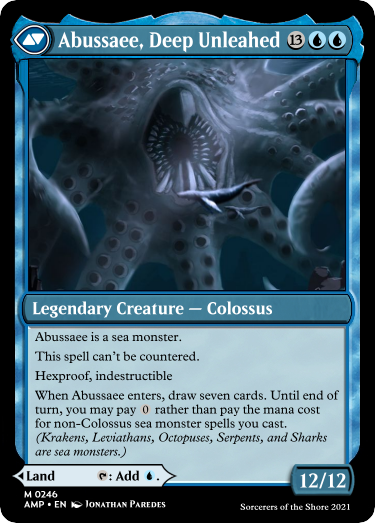 Abussaee, Deep Unleahed 13
Legendary Creature — Colossus
Abussaee is a sea monster.
This spell can't be countered.
Hexproof, indestructible
When Abussaee enters, draw seven cards. Until end of
turn, you may pay 0 rather than pay the mana cost
for non-Colossus sea monster spells you cast.
(Krakens, Leviathans, Octopuses, Serpents, and Sharks
are sea monsters.)
Land : Add .
12/12
M 0246
AMP • EN Jonathan Paredes
Sorcerers of the Shore 2021